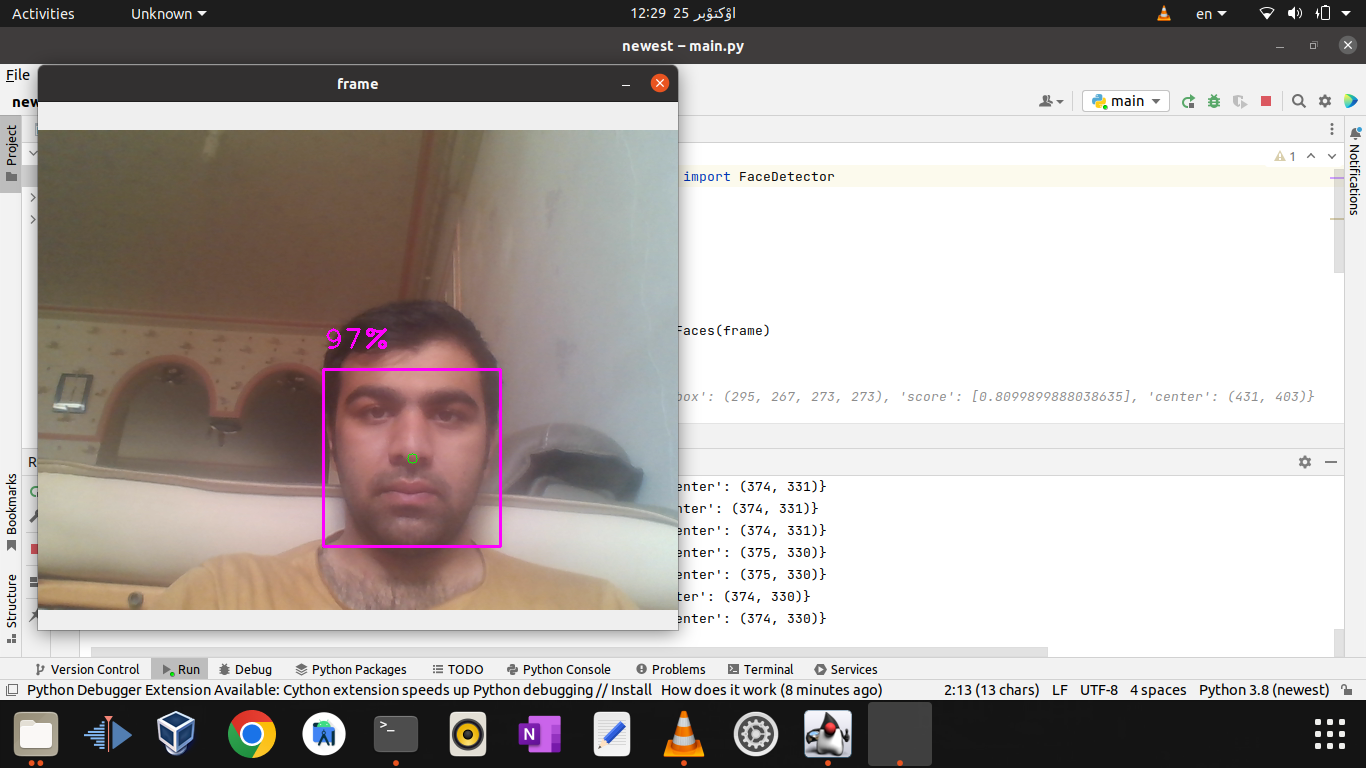 Activities
Unknown
25 اؤکتوْبر 12:29
en
newest – main.py
File
frame
main
Project
Notifications
1
import FaceDetector
97%
Faces(frame)
box': (295, 267, 273, 273), 'score': [0.8099899888038635], 'center': (431, 403)}
enter': (374, 331)}
nter': (374, 331)}
enter': (374, 331)}
enter': (375, 330)}
enter': (375, 330)}
ter': (374, 330)}
enter': (374, 330)}
Bookmarks
Structure
Version Control
Run
Debug
Python Packages
TODO
Python Console
Problems
Terminal
Services
Python Debugger Extension Available: Cython extension speeds up Python debugging // Install How does it work (8 minutes ago)
2:13 (13 chars)
LF
UTF-8
4 spaces
Python 3.8 (newest)